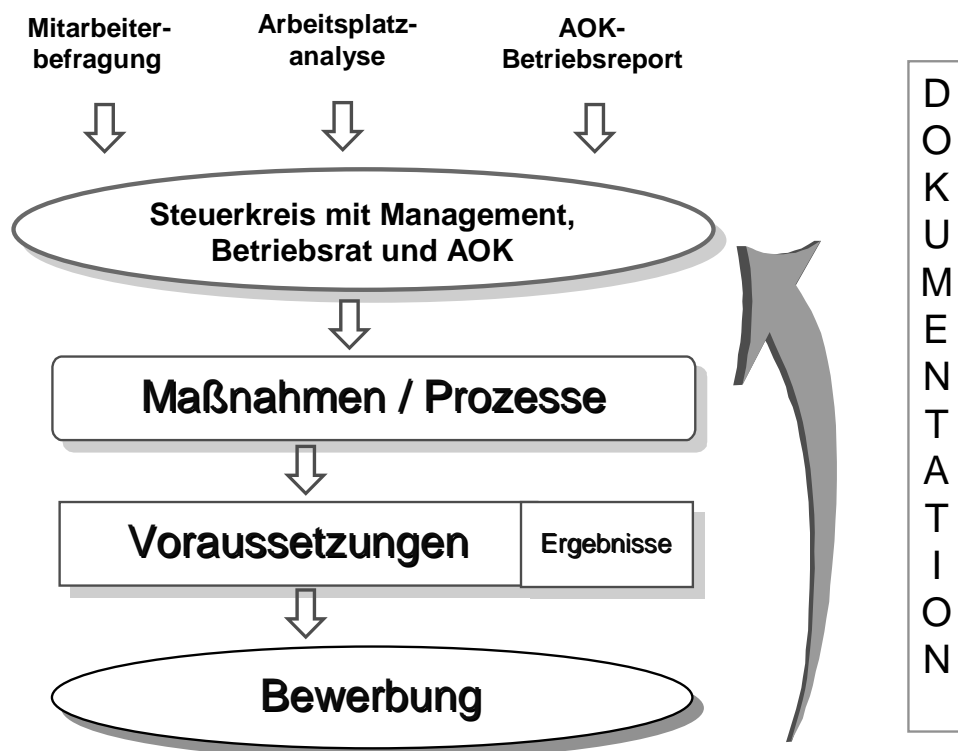 Mitarbeiter-
befragung
Arbeitsplatz-
analyse
AOK-
Betriebsreport
Steuerkreis mit Management,
Betriebsrat und AOK
Maßnahmen / Prozesse
Voraussetzungen
Ergebnisse
Bewerbung
D
O
K
U
M
E
N
T
A
T
I
O
N